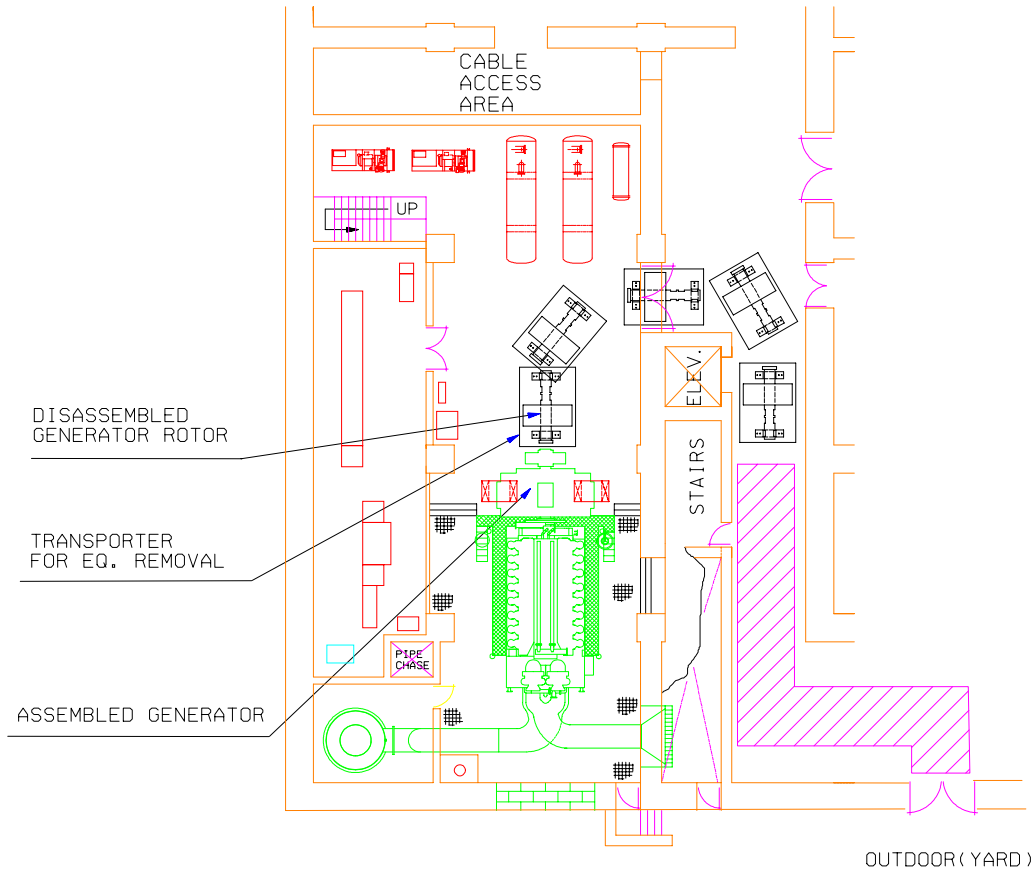 CABLE
ACCESS
AREA
UP
ELEV.
DISASSEMBLED
GENERATOR ROTOR
STAIRS
TRANSPORTER
FOR EQ. REMOVAL
PIPE
CHASE
ASSEMBLED GENERATOR
OUTDOOR(YARD)